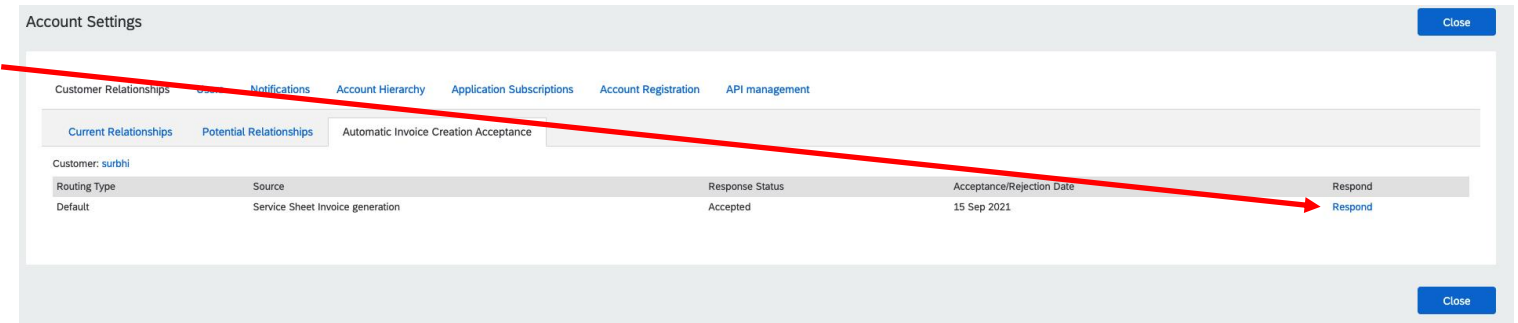 Account Settings Close
Customer Relationships Users Notifications Account Hierarchy Application Subscriptions Account Registration API management
Current Relationships Potential Relationships Automatic Invoice Creation Acceptance
Customer: surbhi
Routing Type Source Response Status Acceptance/Rejection Date Respond
Default Service Sheet Invoice generation Accepted 15 Sep 2021 Respond
Close